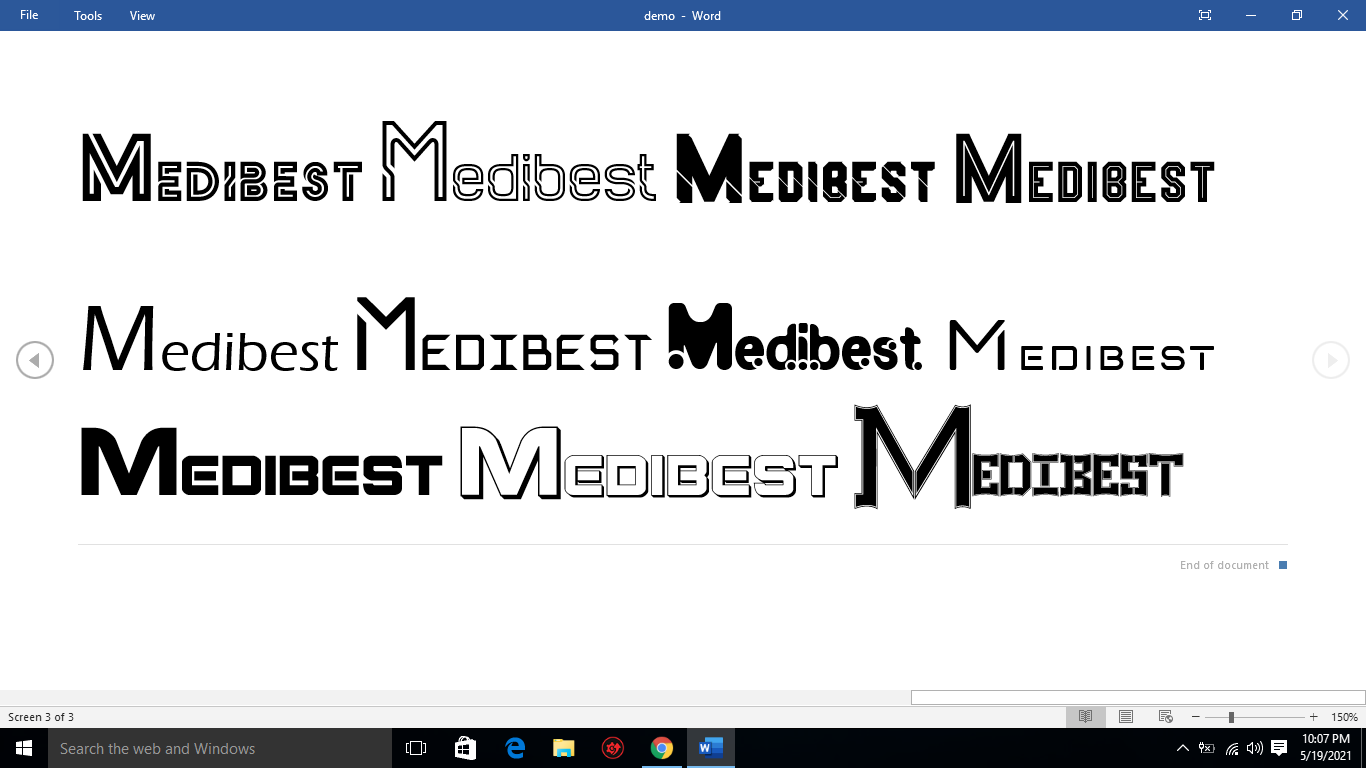 File Tools View demo - Word
MEDIBEST Medibest MEDIBEST MEDIBEST
Medibest MEDIBEST Medibest MEDIBEST
MEDIBEST MEDIBEST MEDIBEST
End of document
Screen 3 of 3 150%
Search the web and Windows 10:07 PM
5/19/2021